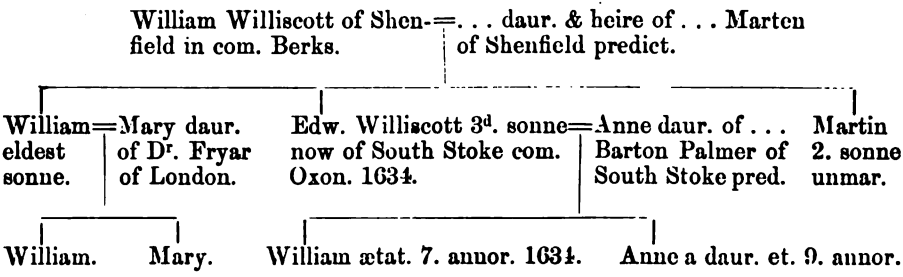 William Williscott of Shen-=. . . daur. & heire of . . . Marten
field in com. Berks. of Shenfield predict.
William=Mary daur. Edw. Williscott 3d. sonne=Anne daur. of . . . Martin
eldest of Dr. Fryar now of South Stoke com. Barton Palmer of 2. sonne
sonne. of London. Oxon. 1634. South Stoke pred. unmar.
William. Mary. William ætat. 7. annor. 1634. Anne a daur. et. 9. annor.